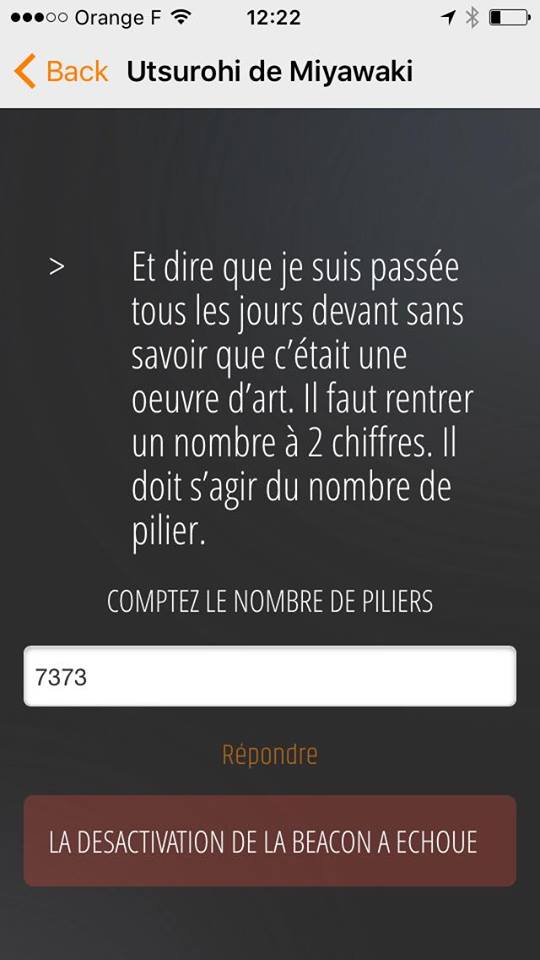 Orange F 12:22
Back Utsurohi de Miyawaki
> Et dire que je suis passée
tous les jours devant sans
savoir que c’était une
oeuvre d’art. Il faut rentrer
un nombre à 2 chiffres. Il
doit s’agir du nombre de
pilier.
COMPTEZ LE NOMBRE DE PILIERS
7373
Répondre
LA DESACTIVATION DE LA BEACON A ECHOUE